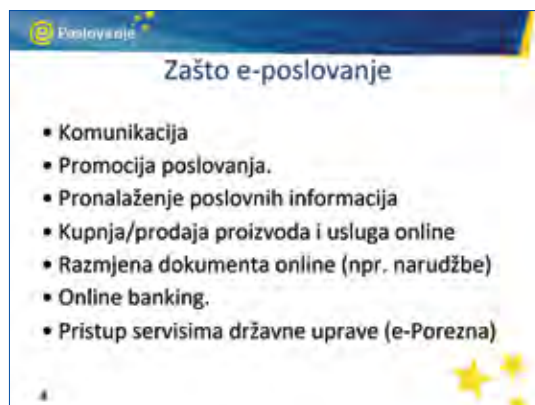 e Poslovanje
Zašto e-poslovanje
• Komunikacija
• Promocija poslovanja.
• Pronalaženje poslovnih informacija
• Kupnja/prodaja proizvoda i usluga online
• Razmjena dokumenta online (npr. narudžbe)
• Online banking.
• Pristup servisima državne uprave (e-Porezna)
4